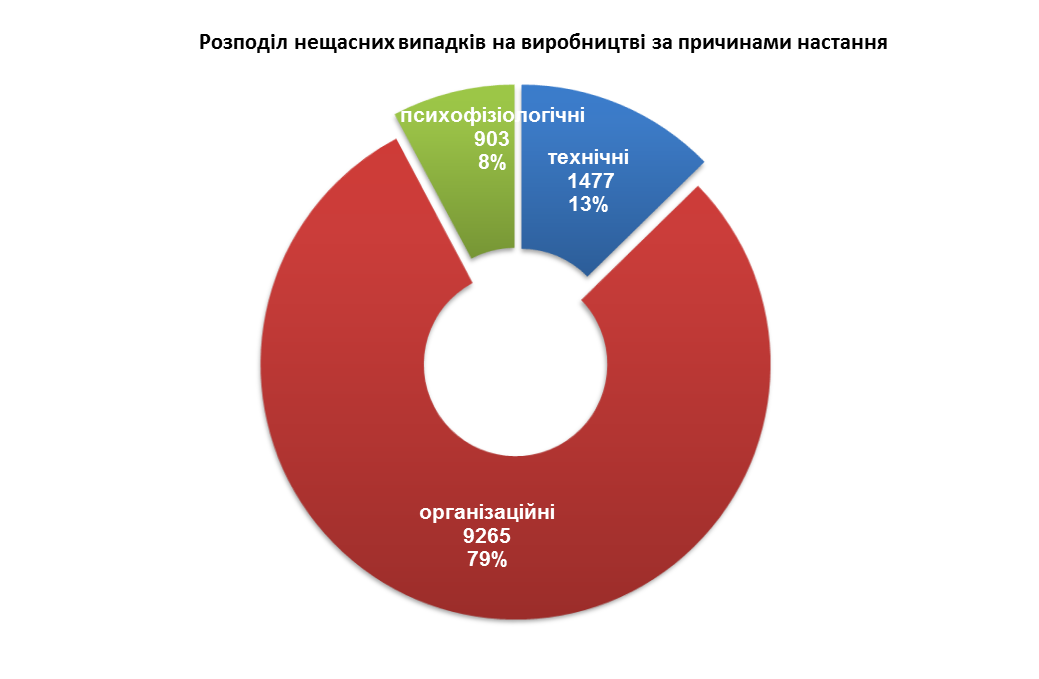 Розподіл нещасних випадків на виробництві за причинами настання
психофізіологічні
903
8%
технічні
1477
13%
організаційні
9265
79%